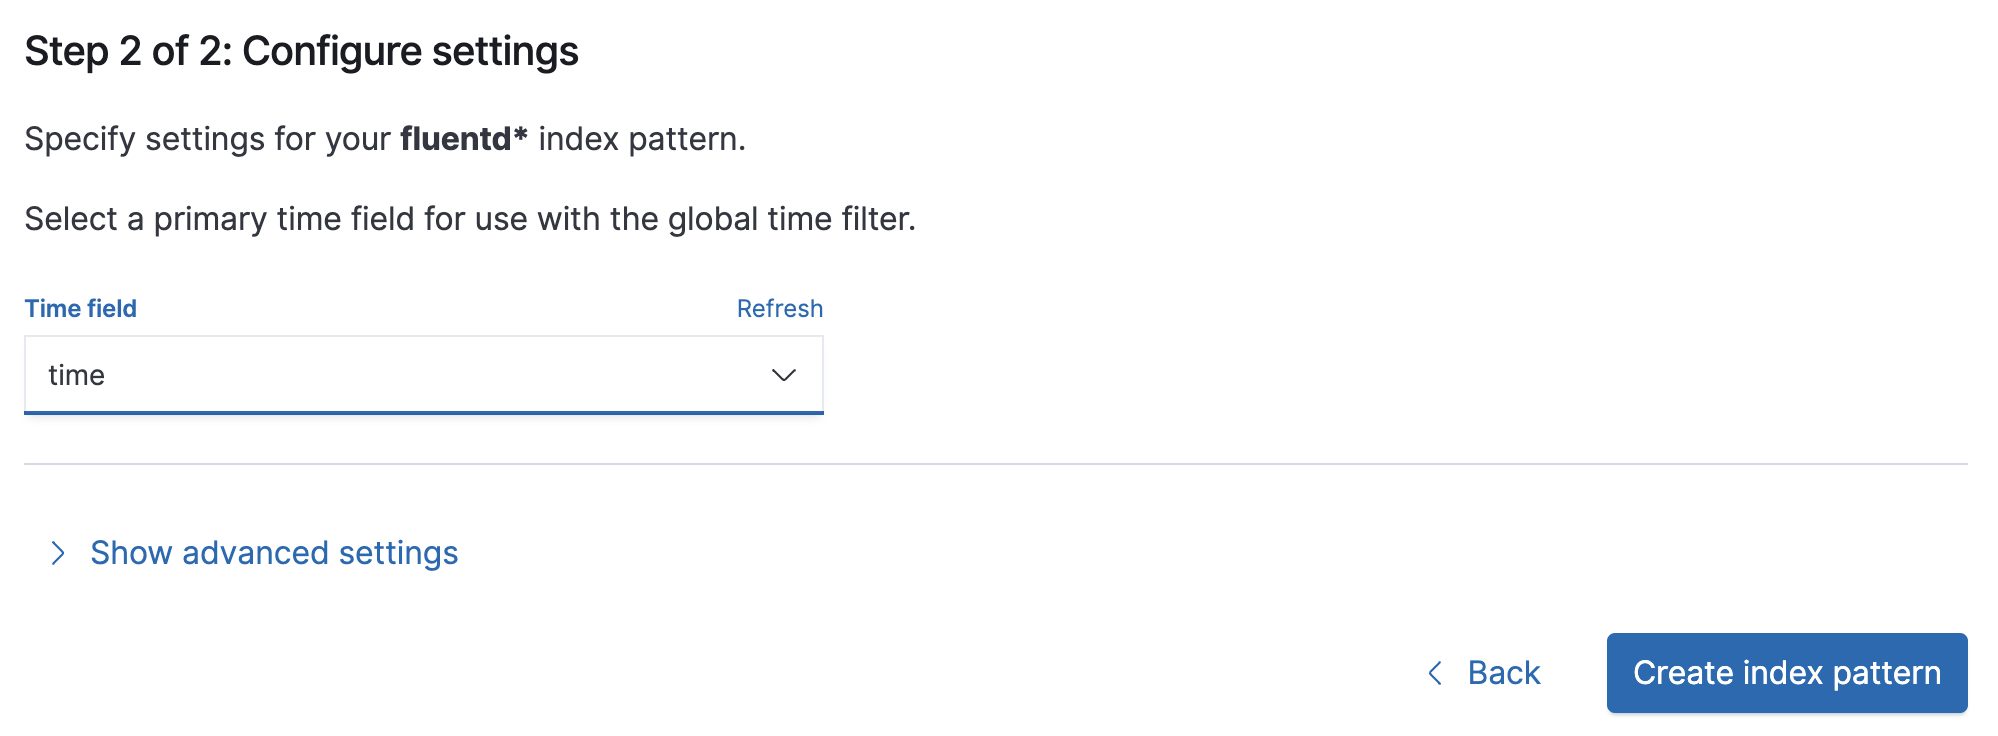 Step 2 of 2: Configure settings
Specify settings for your fluentd* index pattern.
Select a primary time field for use with the global time filter.
Time field Refresh
time
Show advanced settings
Back Create index pattern